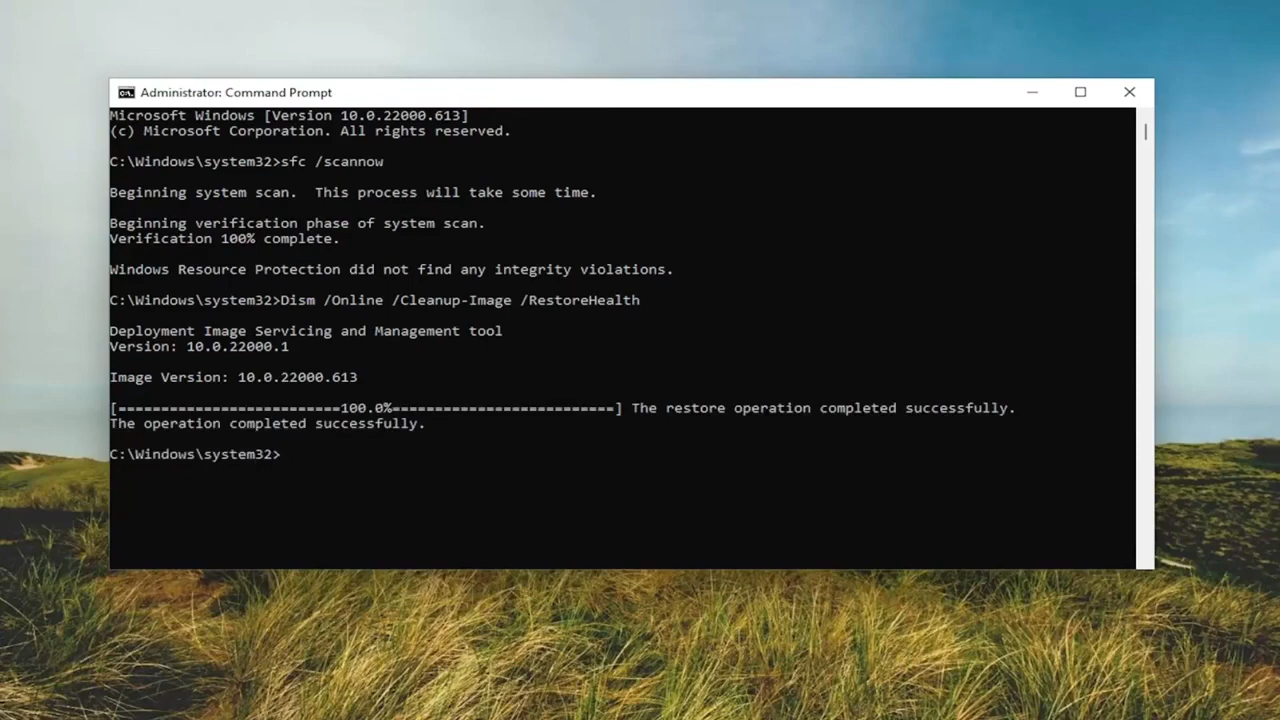 Administrator: Command Prompt
Microsoft Windows [Version 10.0.22000.613]
(c) Microsoft Corporation. All rights reserved.
C:\Windows\system32>sfc /scannow
Beginning system scan.  This process will take some time.
Beginning verification phase of system scan.
Verification 100% complete.
Windows Resource Protection did not find any integrity violations.
C:\Windows\system32>Dism /Online /Cleanup-Image /RestoreHealth
Deployment Image Servicing and Management tool
Version: 10.0.22000.1
Image Version: 10.0.22000.613
[==========================100.0%==========================] The restore operation completed successfully.
The operation completed successfully.
C:\Windows\system32>